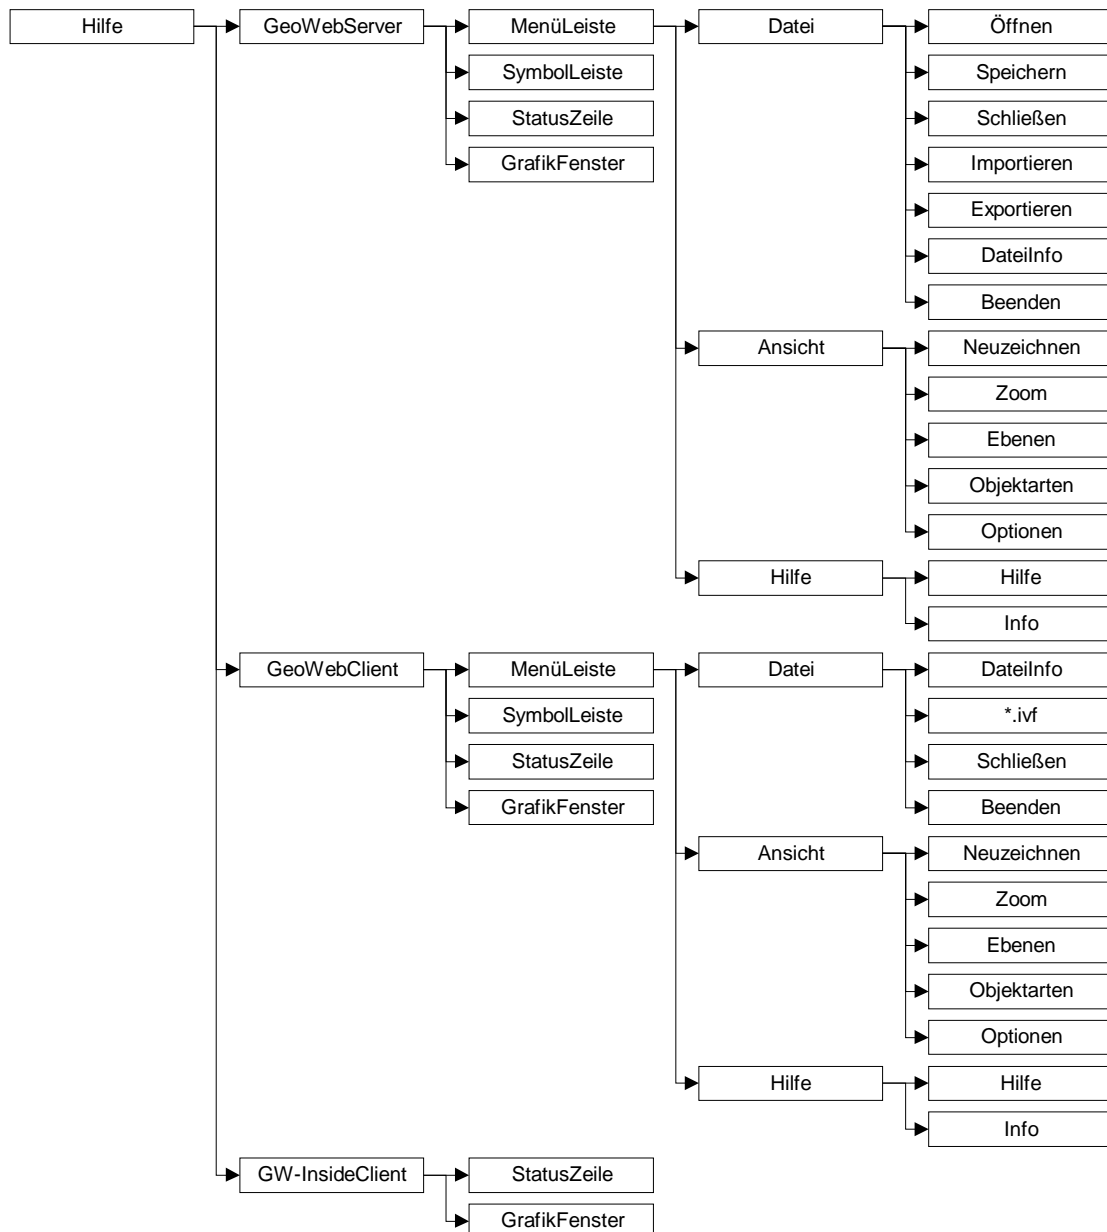 Hilfe
GeoWebServer
MenüLeiste
Datei
Öffnen
SymbolLeiste
Speichern
StatusZeile
Schließen
GrafikFenster
Importieren
Exportieren
DateiInfo
Beenden
Ansicht
Neuzeichnen
Zoom
Ebenen
Objektarten
Optionen
Hilfe
Hilfe
Info
GeoWebClient
MenüLeiste
Datei
DateiInfo
SymbolLeiste
*.ivf
StatusZeile
Schließen
GrafikFenster
Beenden
Ansicht
Neuzeichnen
Zoom
Ebenen
Objektarten
Optionen
Hilfe
Hilfe
Info
GW-InsideClient
StatusZeile
GrafikFenster